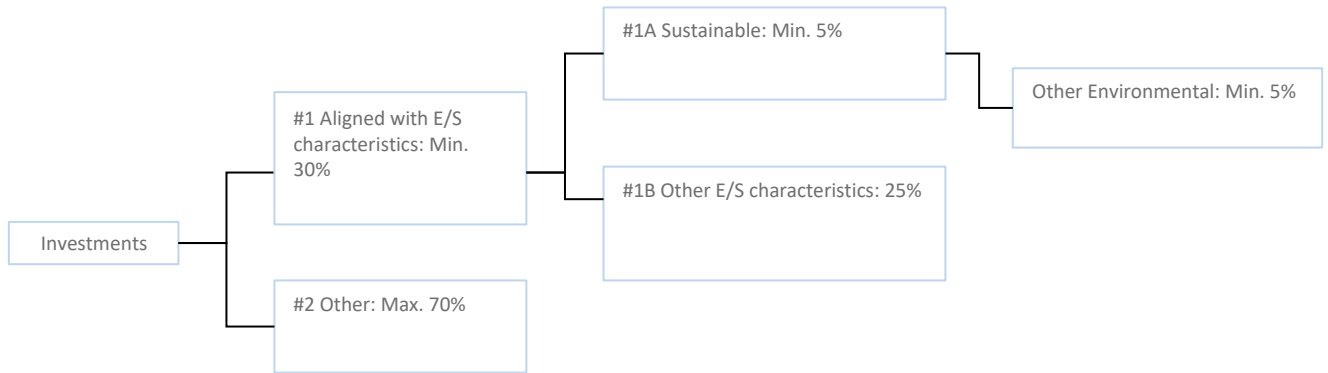 #1A Sustainable: Min. 5%
Other Environmental: Min. 5%
#1 Aligned with E/S
characteristics: Min.
30%
#1B Other E/S characteristics: 25%
Investments
#2 Other: Max. 70%